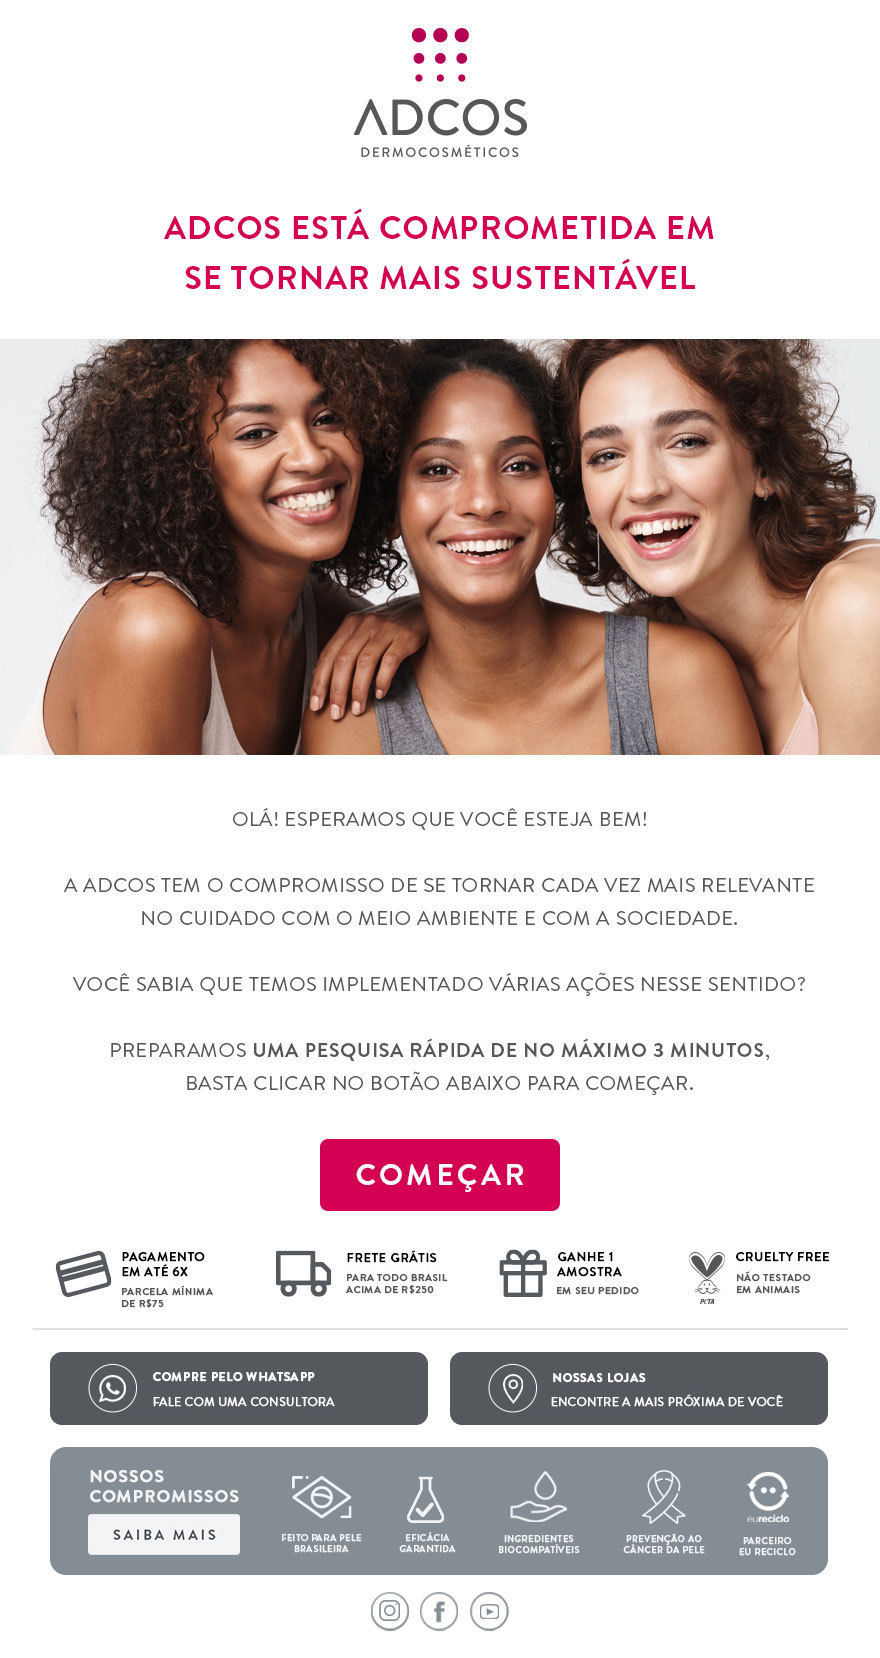 ADCOS
DERMOCOSMÉTICOS
ADCOS ESTÁ COMPROMETIDA EM
SE TORNAR MAIS SUSTENTÁVEL
OLÁ! ESPERAMOS QUE VOCÊ ESTEJA BEM!
A ADCOS TEM O COMPROMISSO DE SE TORNAR CADA VEZ MAIS RELEVANTE
NO CUIDADO COM O MEIO AMBIENTE E COM A SOCIEDADE.
VOCÊ SABIA QUE TEMOS IMPLEMENTADO VÁRIAS AÇÕES NESSE SENTIDO?
PREPARAMOS UMA PESQUISA RÁPIDA DE NO MÁXIMO 3 MINUTOS,
BASTA CLICAR NO BOTÃO ABAIXO PARA COMEÇAR.
COMEÇAR
PAGAMENTO
EM ATÉ 6X
PARCELA MÍNIMA
DE R$75
FRETE GRÁTIS
PARA TODO BRASIL
ACIMA DE R$250
GANHE 1
AMOSTRA
EM SEU PEDIDO
PETA
CRUELTY FREE
NÃO TESTADO
EM ANIMAIS
COMPRE PELO WHATSAPP
FALE COM UMA CONSULTORA
NOSSAS LOJAS
ENCONTRE A MAIS PRÓXIMA DE VOCÊ
NOSSOS
COMPROMISSOS
SAIBA MAIS
FEITO PARA PELE
BRASILEIRA
EFICÁCIA
GARANTIDA
INGREDIENTES
BIOCOMPATÍVEIS
PREVENÇÃO AO
CÂNCER DA PELE
eureciclo
PARCEIRO
EU RECICLO